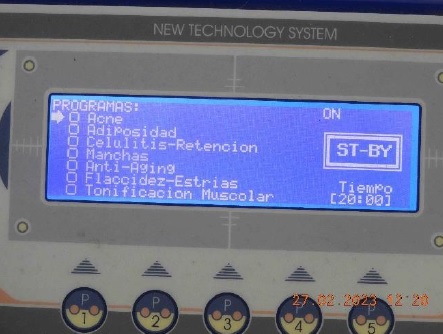 NEW TECHNOLOGY SYSTEM
PROGRAMAS:
ON
Acne
Adiposidad
Celulitis-Retencion
Manchas
Anti-Aging
Flaccidez-Estrias
Tonificacion Muscolar
ST-BY
Tiempo
[20:00]
P P P P P
1 2 3 4 5
27.02.2023 12:20